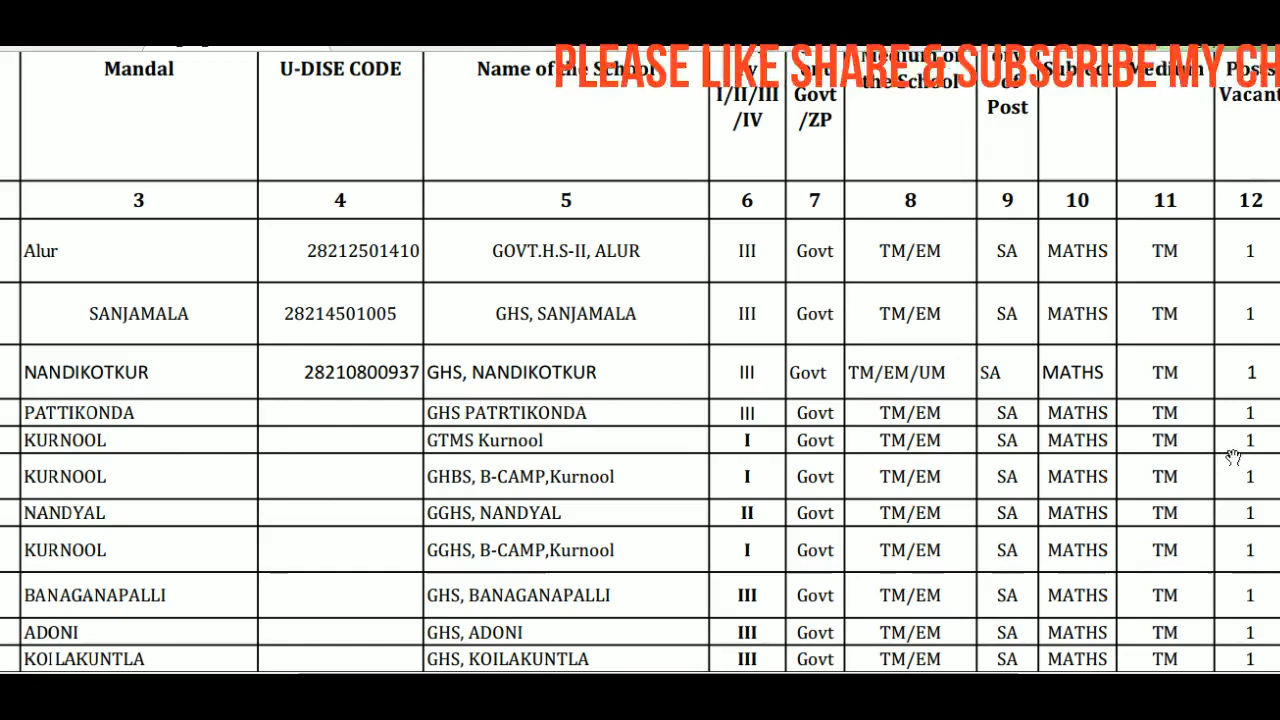 PLEASE LIKE SHARE & SUBSCRIBE MY CH
Mandal U-DISE CODE Name of the School I/II/III /IV Govt /ZP Medium of the School of Post Subject Medium Posts Vacant
3 4 5 6 7 8 9 10 11 12
Alur 28212501410 GOVT.H.S-II, ALUR III Govt TM/EM SA MATHS TM 1
SANJAMALA 28214501005 GHS, SANJAMALA III Govt TM/EM SA MATHS TM 1
NANDIKOTKUR 28210800937 GHS, NANDIKOTKUR III Govt TM/EM/UM SA MATHS TM 1
PATTIKONDA GHS PATRTIKONDA III Govt TM/EM SA MATHS TM 1
KURNOOL GTMS Kurnool I Govt TM/EM SA MATHS TM 1
KURNOOL GHBS, B-CAMP,Kurnool I Govt TM/EM SA MATHS TM 1
NANDYAL GGHS, NANDYAL II Govt TM/EM SA MATHS TM 1
KURNOOL GGHS, B-CAMP,Kurnool I Govt TM/EM SA MATHS TM 1
BANAGANAPALLI GHS, BANAGANAPALLI III Govt TM/EM SA MATHS TM 1
ADONI GHS, ADONI III Govt TM/EM SA MATHS TM 1
KOILAKUNTLA GHS, KOILAKUNTLA III Govt TM/EM SA MATHS TM 1